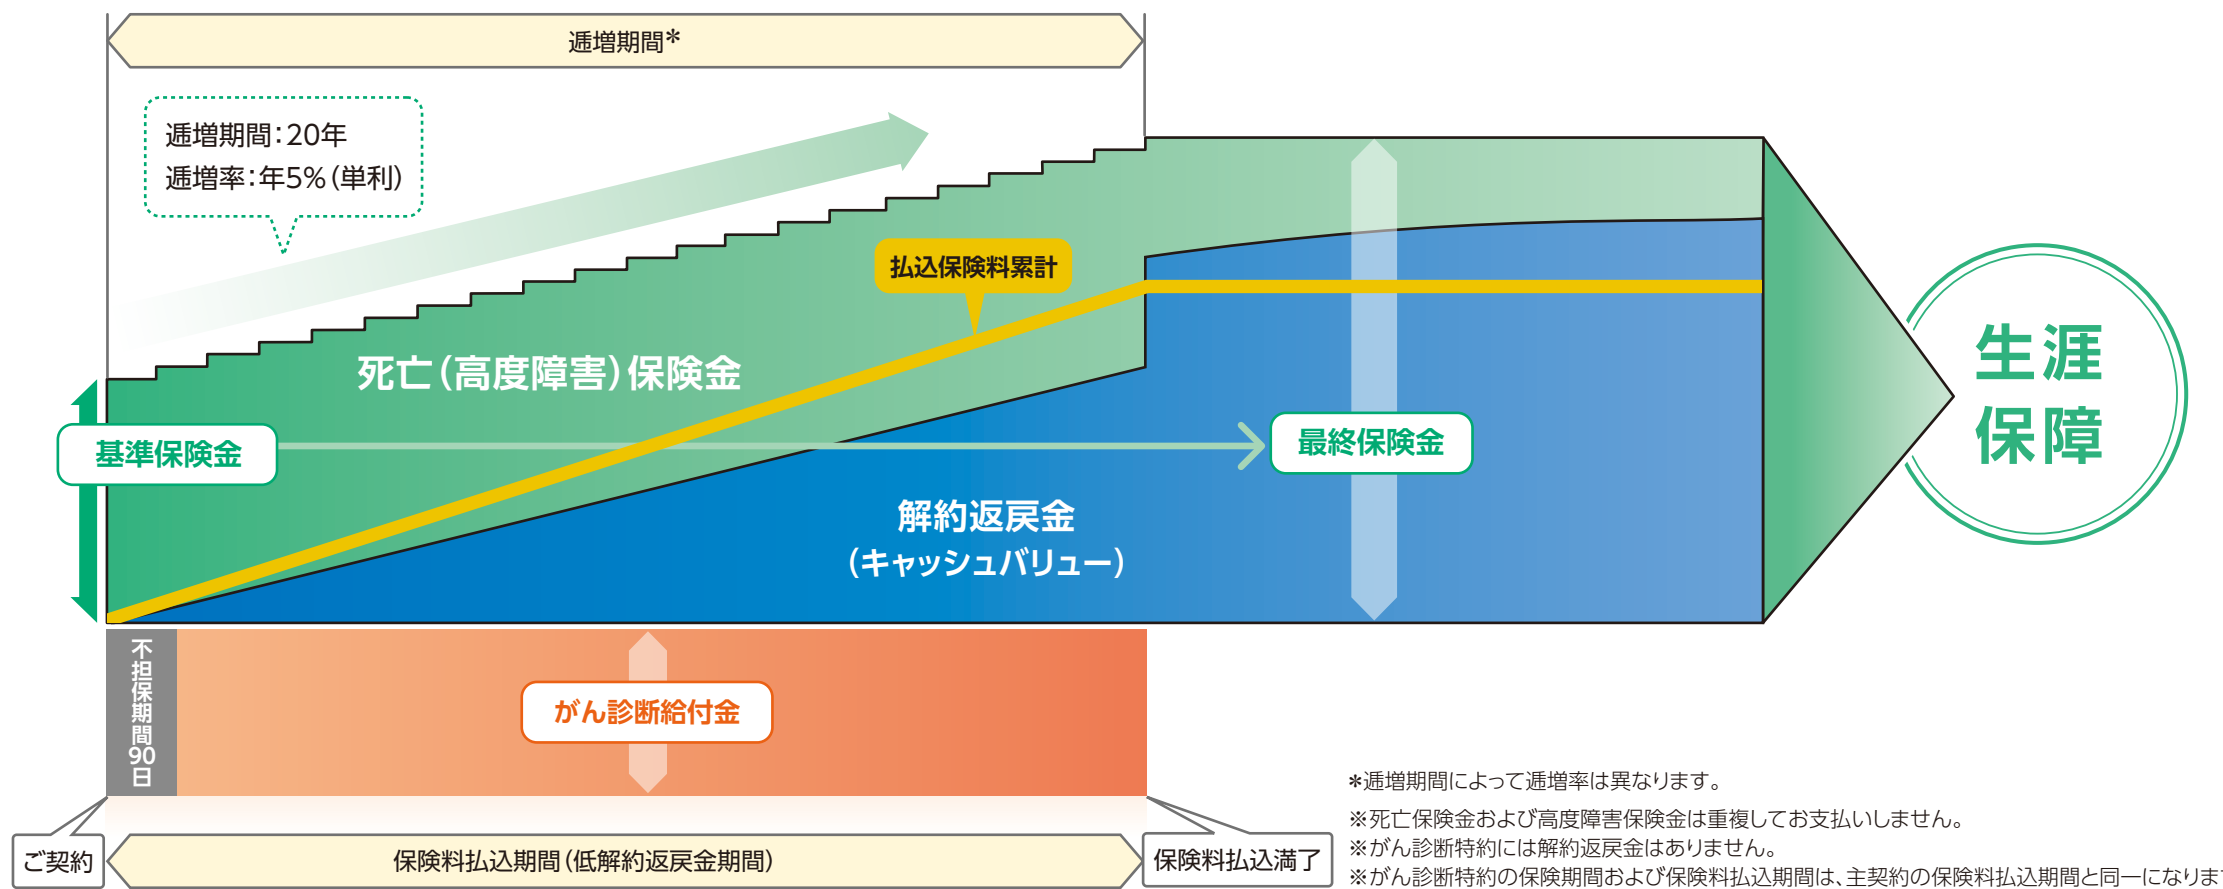 逓増期間*
逓増期間：20年
逓増率：年5%（単利）
払込保険料累計
死亡（高度障害）保険金
基準保険金
最終保険金
解約返戻金
（キャッシュバリュー）
生涯
保障
不担保期間90日
がん診断給付金
ご契約
保険料払込期間（低解約返戻金期間）
保険料払込満了
*逓増期間によって逓増率は異なります。
※死亡保険金および高度障害保険金は重複してお支払いしません。
※がん診断特約には解約返戻金はありません。
※がん診断特約の保険期間および保険料払込期間は、主契約の保険料払込期間と同一になりま